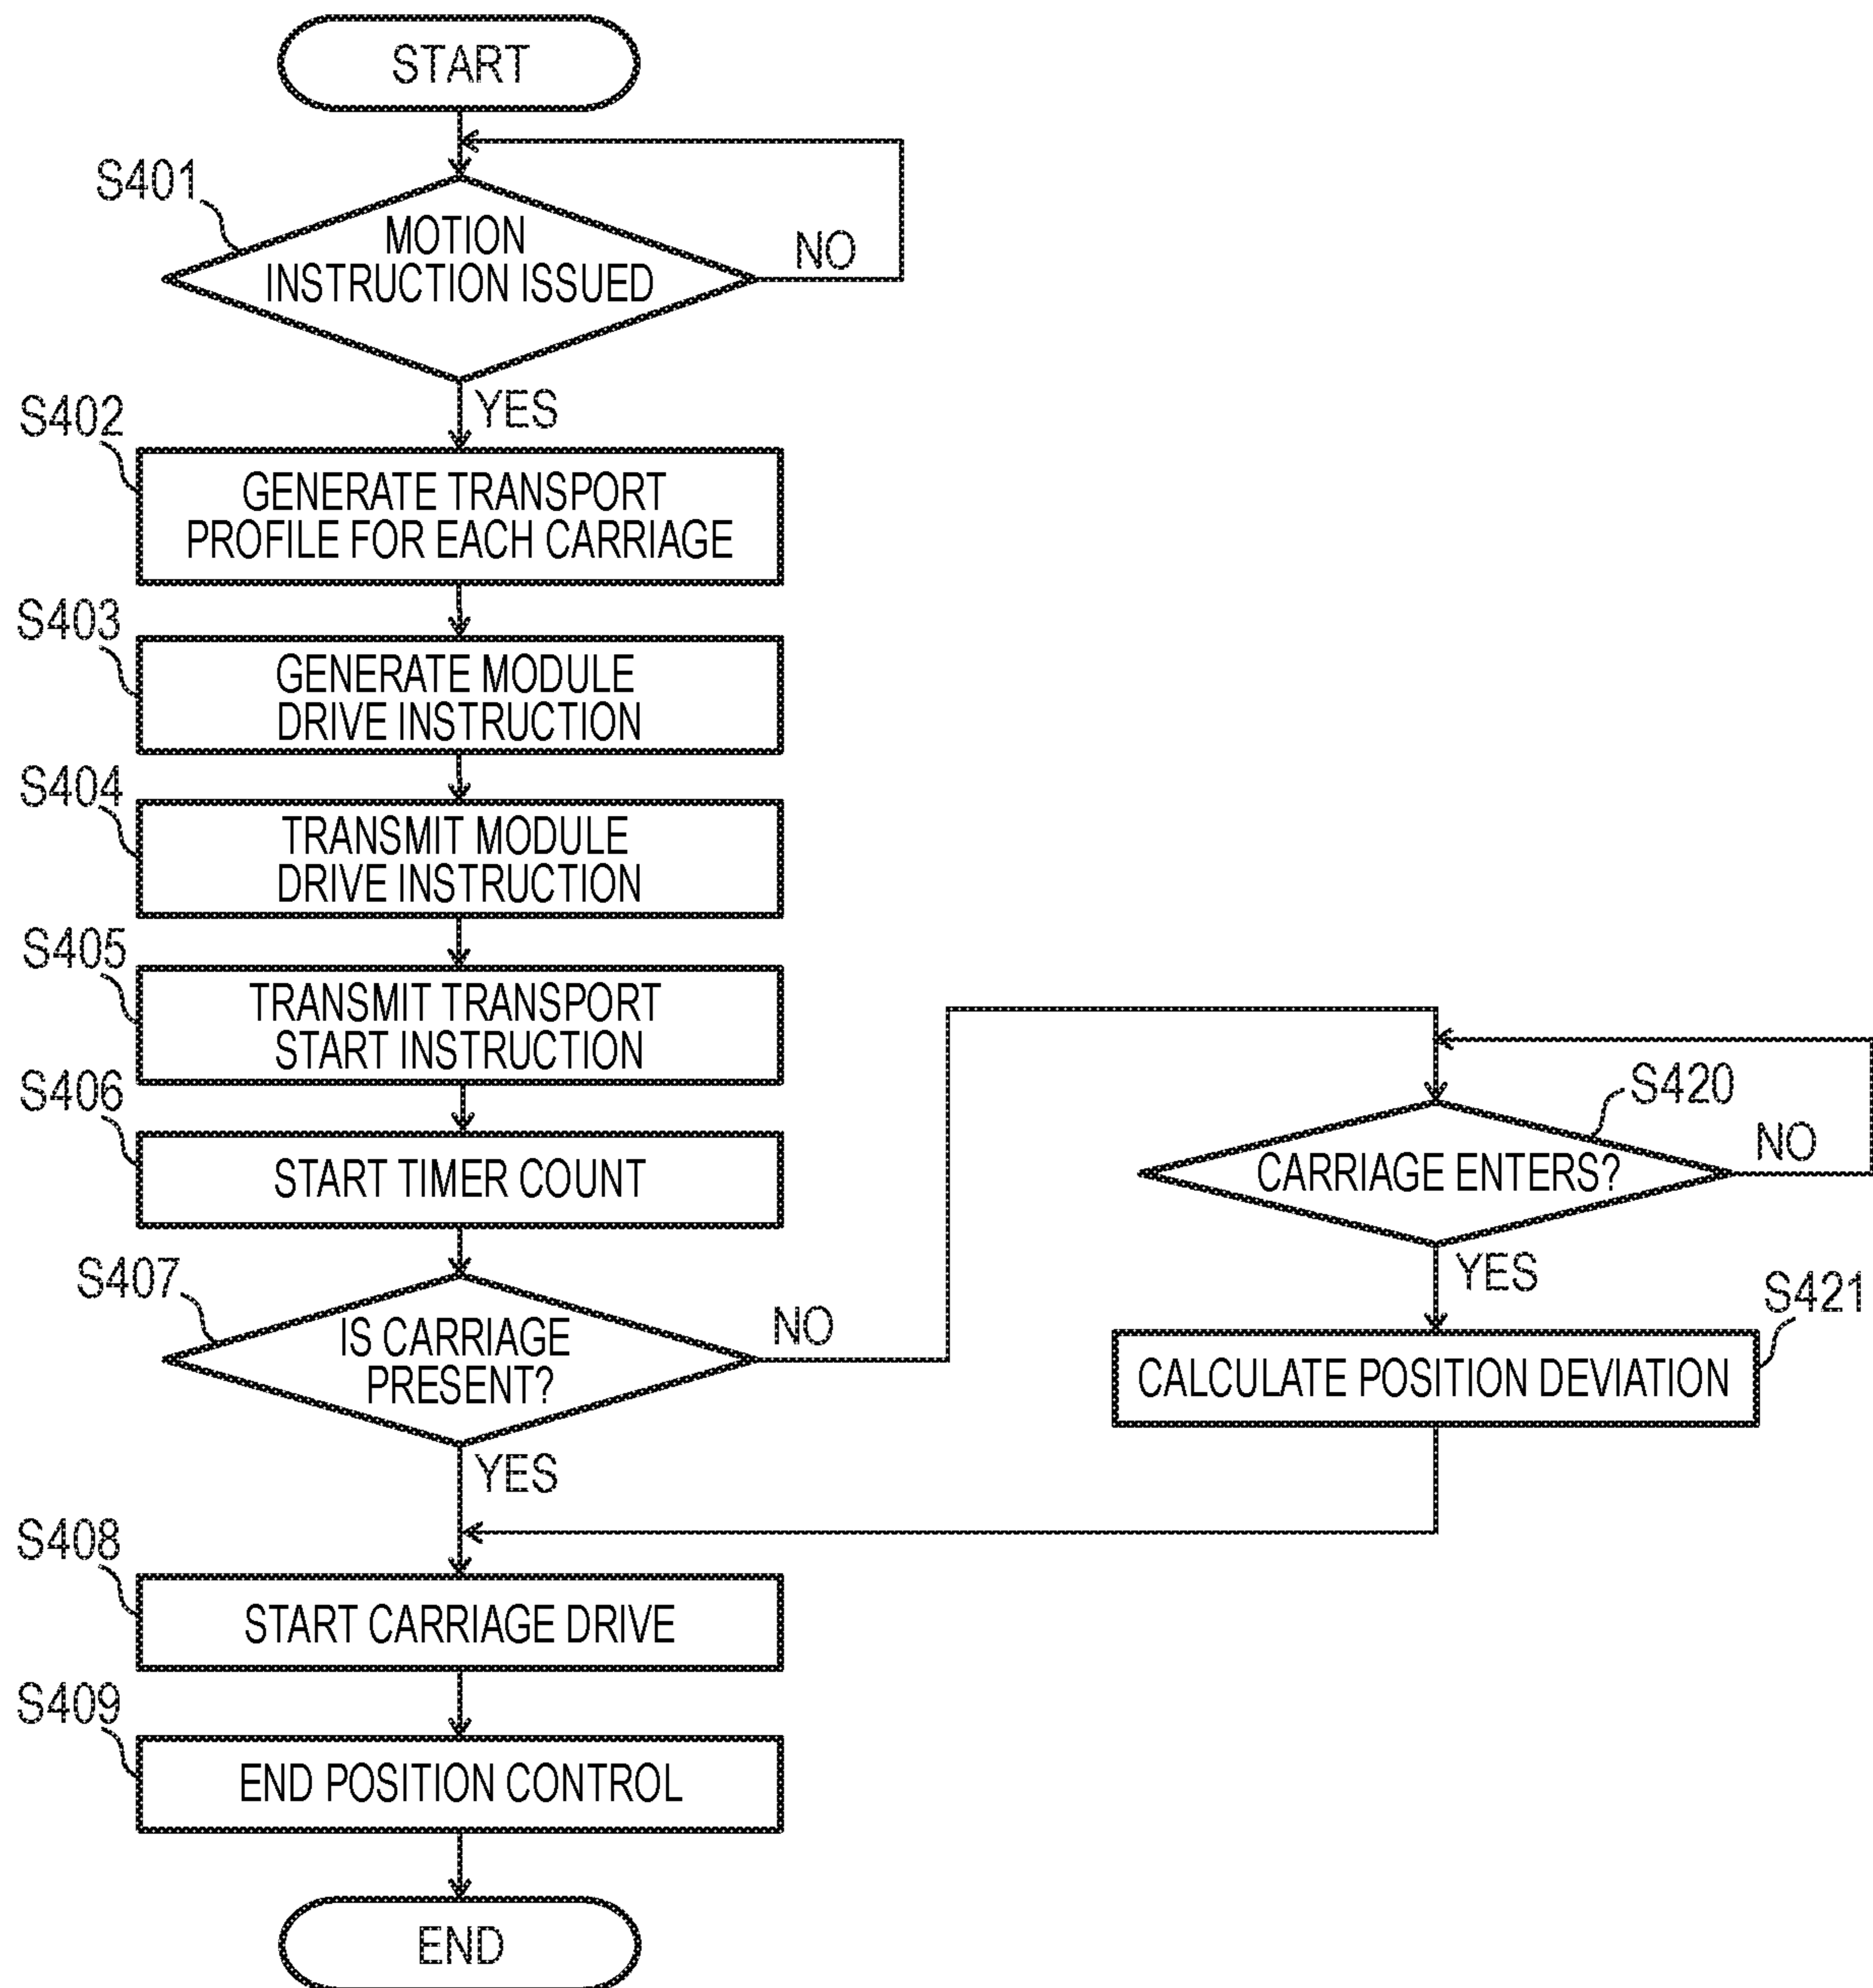 START
S401
MOTION
INSTRUCTION ISSUED
NO
YES
S402
GENERATE TRANSPORT
PROFILE FOR EACH CARRIAGE
S403
GENERATE MODULE
DRIVE INSTRUCTION
S404
TRANSMIT MODULE
DRIVE INSTRUCTION
S405
TRANSMIT TRANSPORT
START INSTRUCTION
S406
START TIMER COUNT
S407
IS CARRIAGE
PRESENT?
NO
YES
S420
CARRIAGE ENTERS?
NO
YES
S421
CALCULATE POSITION DEVIATION
S408
START CARRIAGE DRIVE
S409
END POSITION CONTROL
END